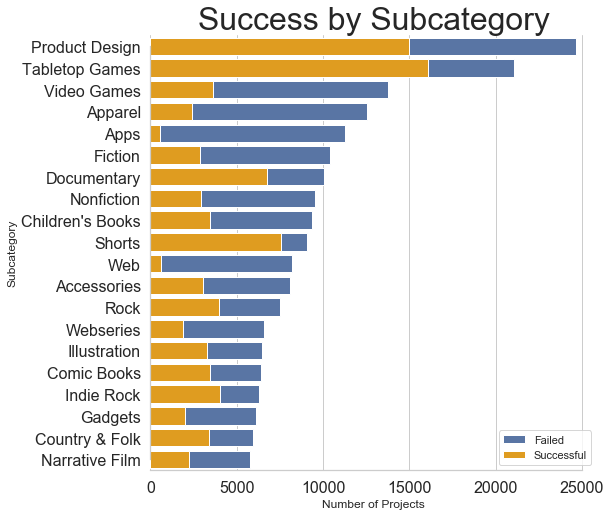 Success by Subcategory
Subcategory
Product Design
Tabletop Games
Video Games
Apparel
Apps
Fiction
Documentary
Nonfiction
Children's Books
Shorts
Web
Accessories
Rock
Webseries
Illustration
Comic Books
Indie Rock
Gadgets
Country & Folk
Narrative Film
Failed
Successful
0 5000 10000 15000 20000 25000
Number of Projects